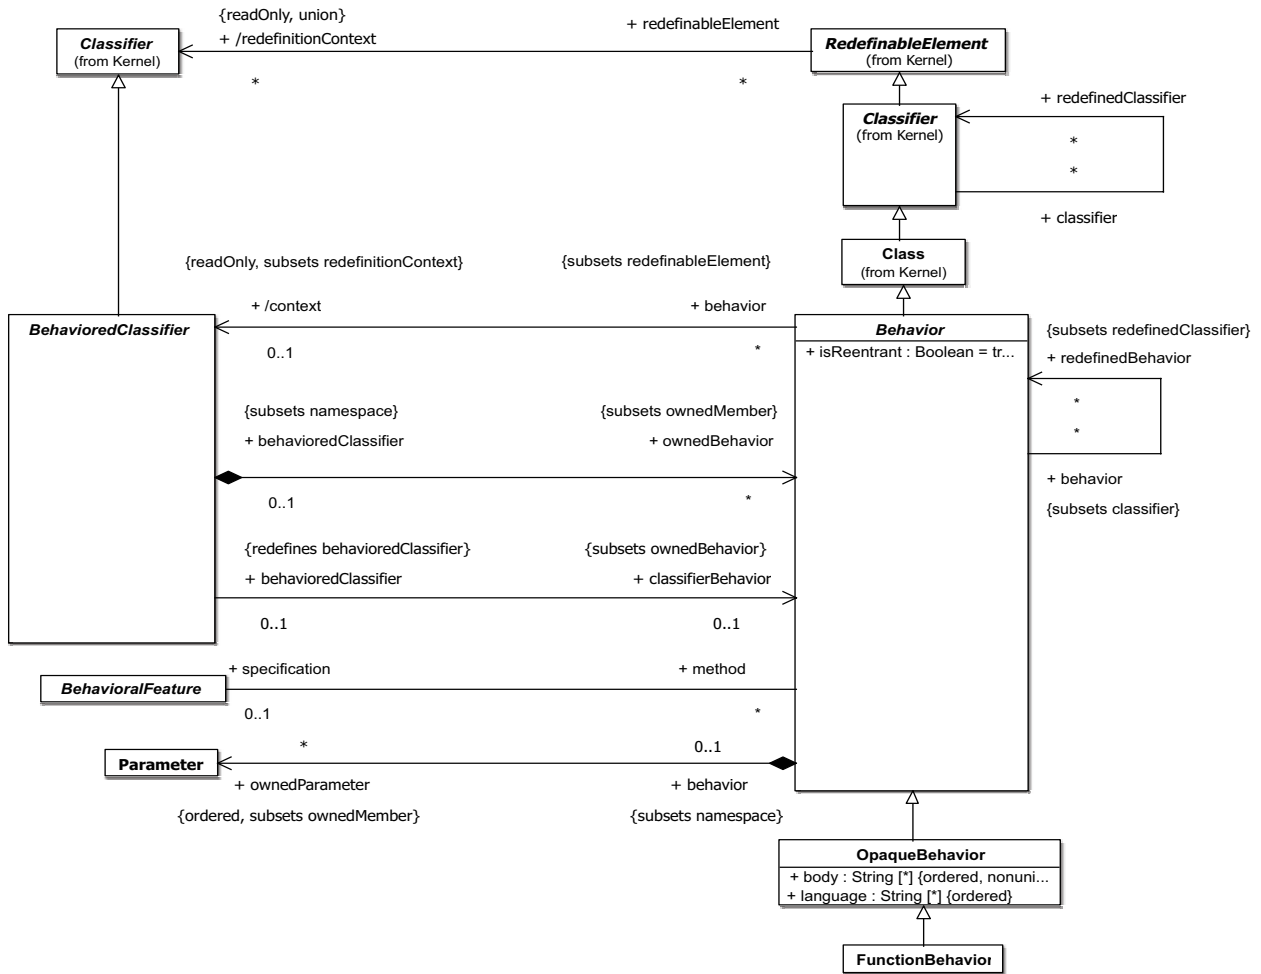 {readOnly, union}
+ /redefinitionContext
+ redefinableElement
Classifier
(from Kernel)
RedefinableElement
(from Kernel)
*
*
+ redefinedClassifier
Classifier
(from Kernel)
*
*
+ classifier
Class
(from Kernel)
{readOnly, subsets redefinitionContext}
{subsets redefinableElement}
+ /context
+ behavior
BehavioredClassifier
Behavior
+ isReentrant : Boolean = tr...
0..1
*
{subsets redefinedClassifier}
+ redefinedBehavior
*
*
+ behavior
{subsets classifier}
{subsets namespace}
{subsets ownedMember}
+ behavioredClassifier
+ ownedBehavior
0..1
*
{redefines behavioredClassifier}
{subsets ownedBehavior}
+ behavioredClassifier
+ classifierBehavior
0..1
0..1
+ specification
+ method
BehavioralFeature
0..1
*
*
0..1
Parameter
+ ownedParameter
+ behavior
{ordered, subsets ownedMember}
{subsets namespace}
OpaqueBehavior
+ body : String [*] {ordered, nonuni...
+ language : String [*] {ordered}
FunctionBehavior